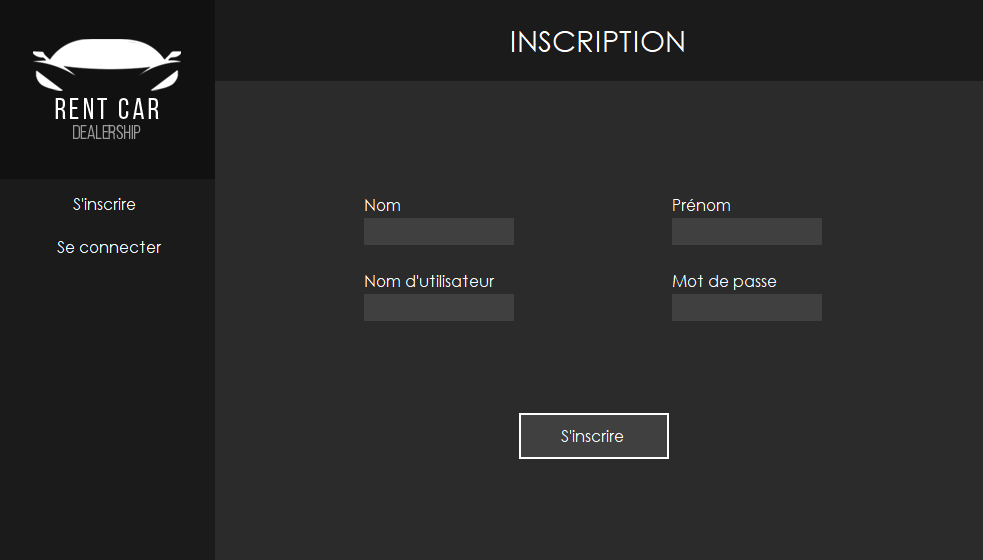 RENT CAR
DEALERSHIP
S'inscrire
Se connecter
INSCRIPTION
Nom
Prénom
Nom d'utilisateur
Mot de passe
S'inscrire